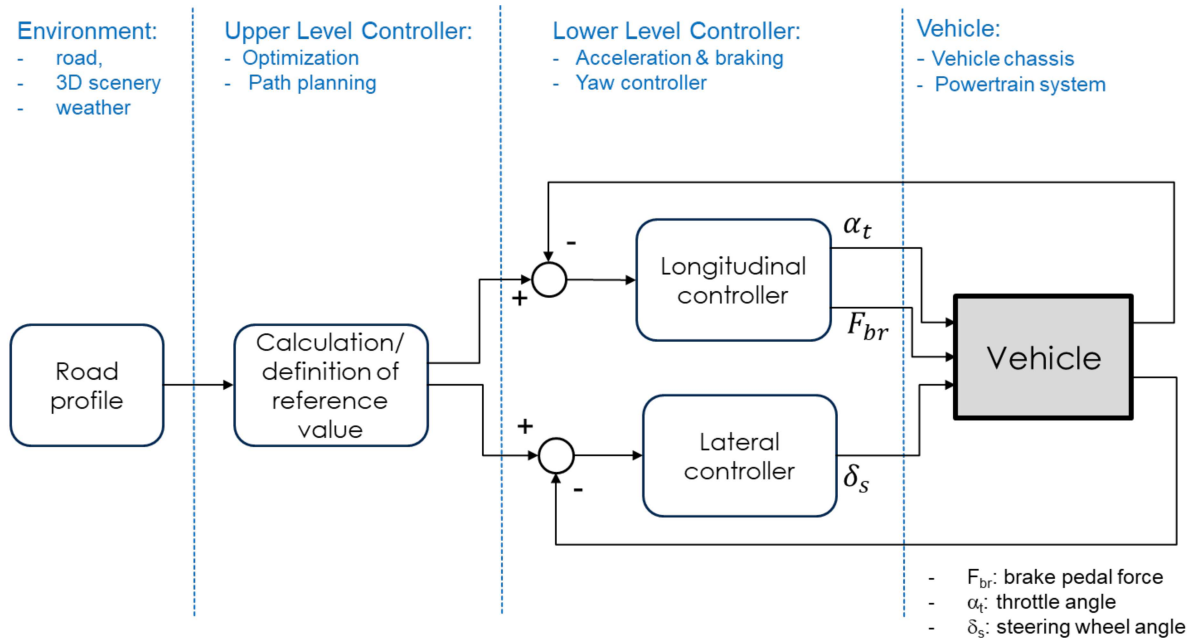 Environment:
- road,
- 3D scenery
- weather
Upper Level Controller:
- Optimization
- Path planning
Lower Level Controller:
- Acceleration & braking
- Yaw controller
Vehicle:
- Vehicle chassis
- Powertrain system
Road
profile
Calculation/
definition of
reference
value
-
+
Longitudinal
controller
α_t
F_br
+
-
Lateral
controller
δ_s
Vehicle
- F_br: brake pedal force
- α_t: throttle angle
- δ_s: steering wheel angle